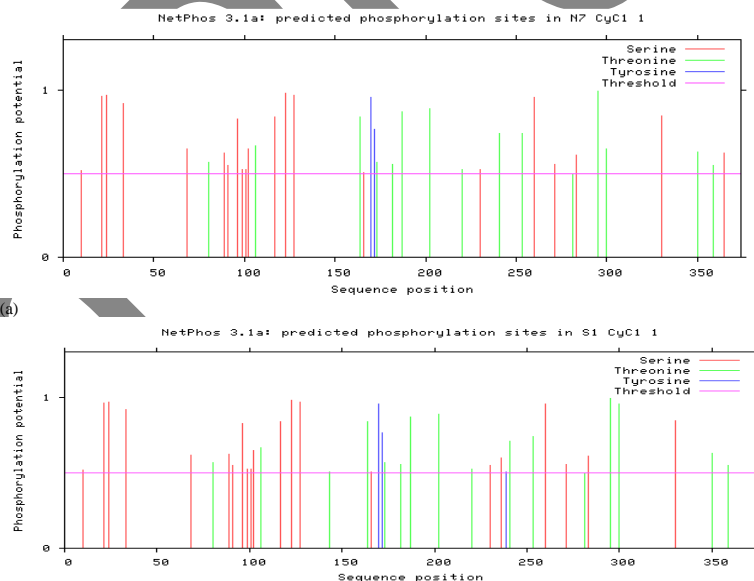 NetPhos 3.1a: predicted phosphorylation sites in N7 CyC1 1
Serine
Threonine
Tyrosine
Threshold
Phosphorylation potential
1
0
0 50 100 150 200 250 300 350
Sequence position
(a)
NetPhos 3.1a: predicted phosphorylation sites in S1 CyC1 1
Serine
Threonine
Tyrosine
Threshold
Phosphorylation potential
1
0
0 50 100 150 200 250 300 350
Sequence position